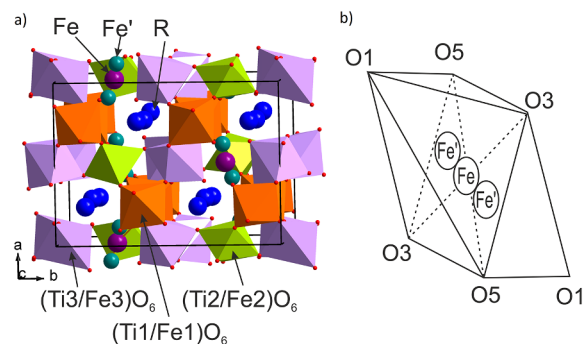 a)
Fe
Fe'
R
a
c
b
(Ti3/Fe3)O₆
(Ti2/Fe2)O₆
(Ti1/Fe1)O₆
b)
O1
O5
O3
Fe'
Fe
Fe'
O3
O5
O1